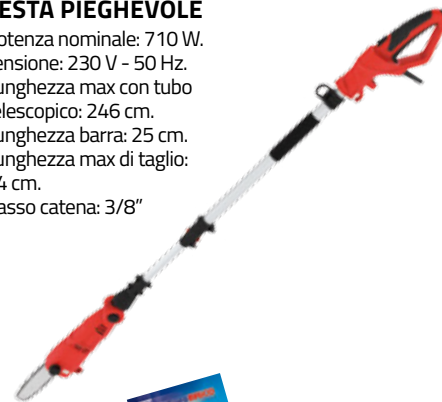 ESTA PIEGHEVOLE
otenza nominale: 710 W.
ensione: 230 V - 50 Hz.
unghezza max con tubo
elescopico: 246 cm.
unghezza barra: 25 cm.
unghezza max di taglio:
4 cm.
asso catena: 3/8”